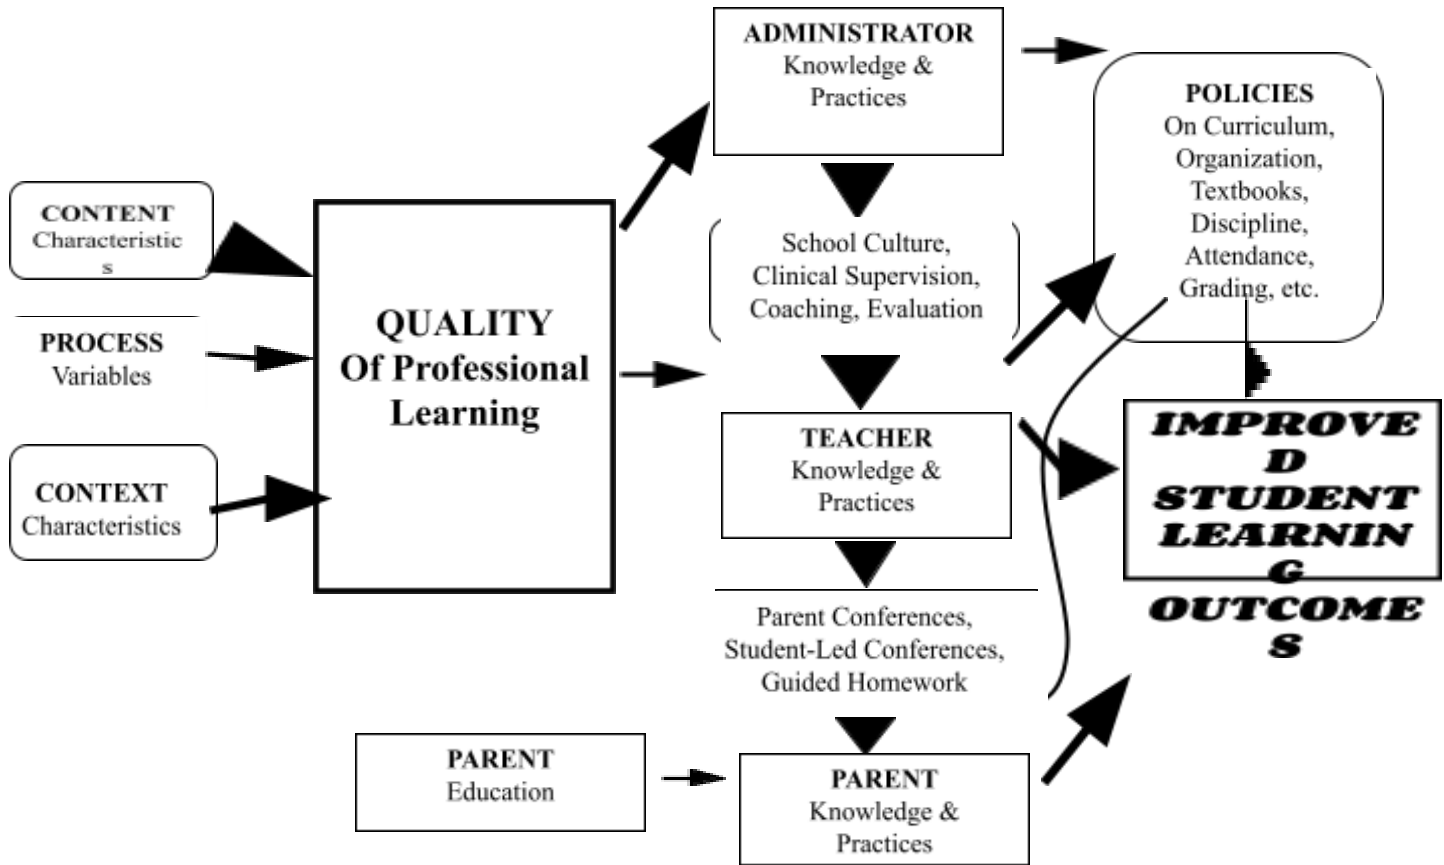 CONTENT
Characteristic
s
PROCESS
Variables
CONTEXT
Characteristics
QUALITY
Of Professional
Learning
ADMINISTRATOR
Knowledge &
Practices
School Culture,
Clinical Supervision,
Coaching, Evaluation
TEACHER
Knowledge &
Practices
Parent Conferences,
Student-Led Conferences,
Guided Homework
PARENT
Education
PARENT
Knowledge &
Practices
POLICIES
On Curriculum,
Organization,
Textbooks,
Discipline,
Attendance,
Grading, etc.
IMPROVE
D
STUDENT
LEARNIN
G
OUTCOME
S